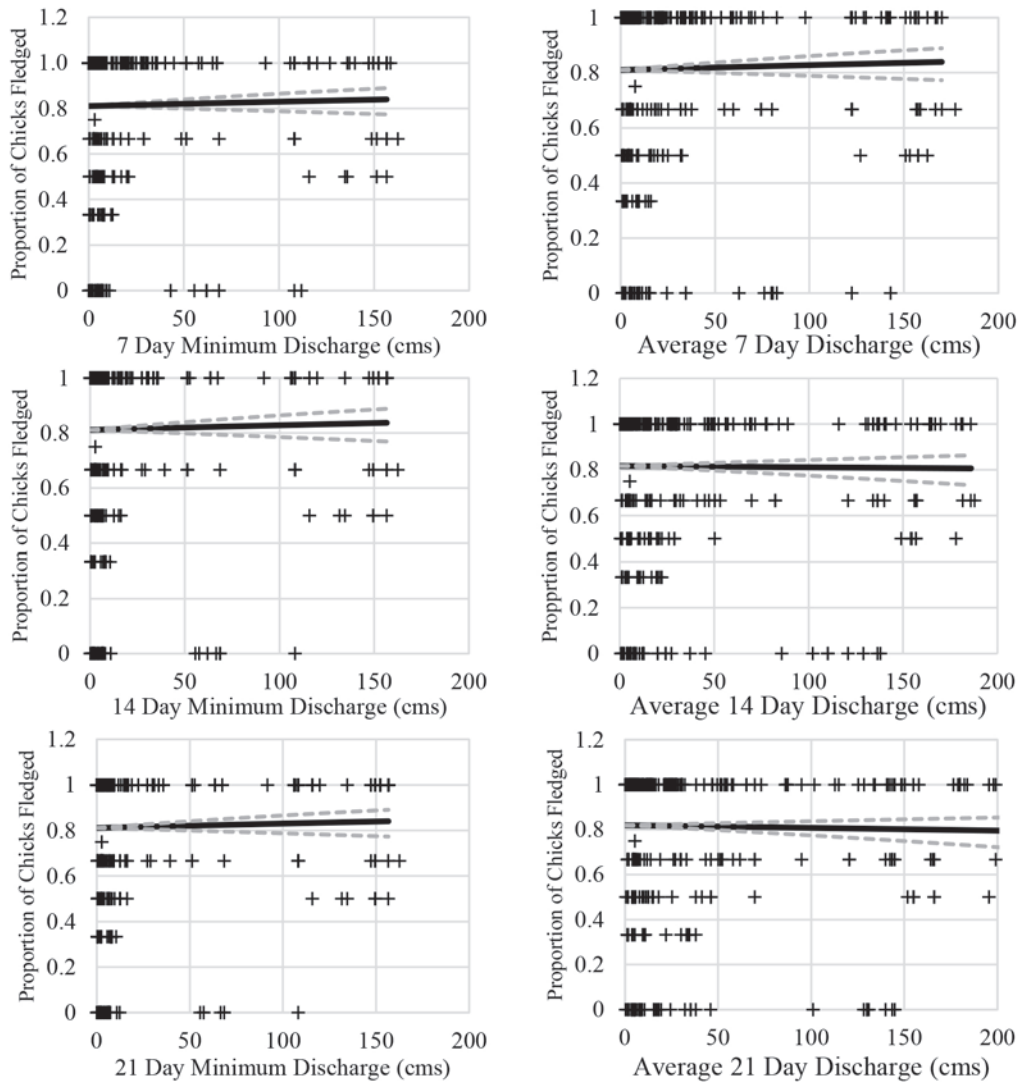 Proportion of Chicks Fledged
1.2
1.0
0.8
0.6
0.4
0.2
0
0 50 100 150 200
7 Day Minimum Discharge (cms)
Proportion of Chicks Fledged
1
0.8
0.6
0.4
0.2
0
0 50 100 150 200
Average 7 Day Discharge (cms)
Proportion of Chicks Fledged
1
0.8
0.6
0.4
0.2
0
0 50 100 150 200
14 Day Minimum Discharge (cms)
Propprtion of Chicks Fledged
1.2
1
0.8
0.6
0.4
0.2
0
0 50 100 150 200
Average 14 Day Discharge (cms)
Proportion of Chicks Fledged
1.2
1
0.8
0.6
0.4
0.2
0
0 50 100 150 200
21 Day Minimum Discharge (cms)
Proportion of Chicks Fledged
1.2
1
0.8
0.6
0.4
0.2
0
0 50 100 150 200
Average 21 Day Discharge (cms)